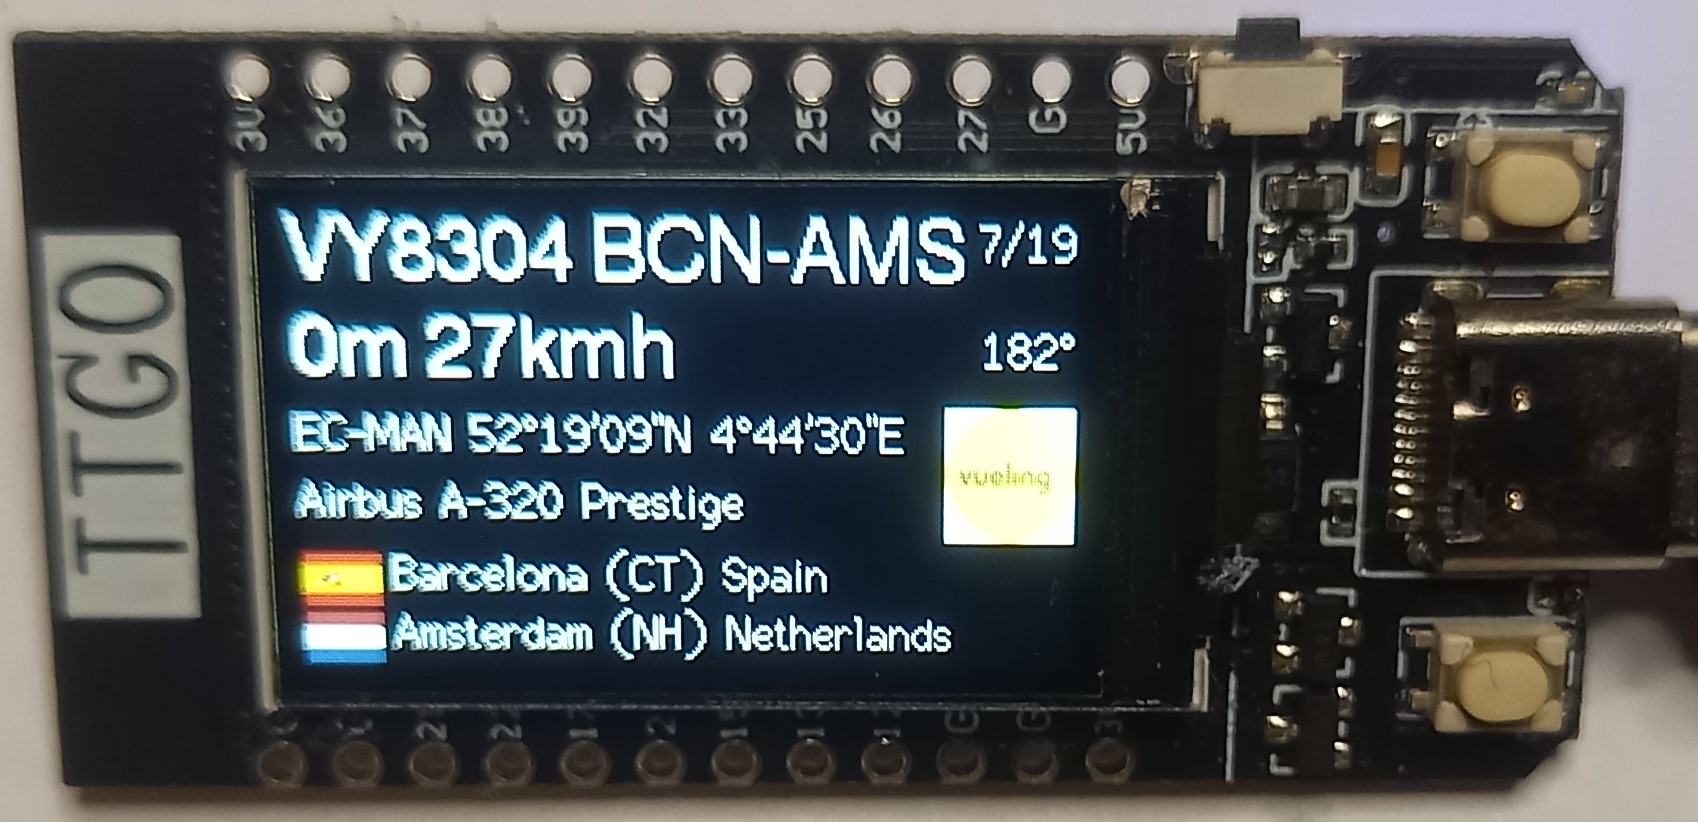 3V 36 37 38 39 32 33 25 26 27 G 5V
TTGO
VY8304 BCN-AMS 7/19
0m 27kmh 182°
EC-MAN 52°19'09"N 4°44'30"E
vueling
Airbus A-320 Prestige
Barcelona (CT) Spain
Amsterdam (NH) Netherlands
G G